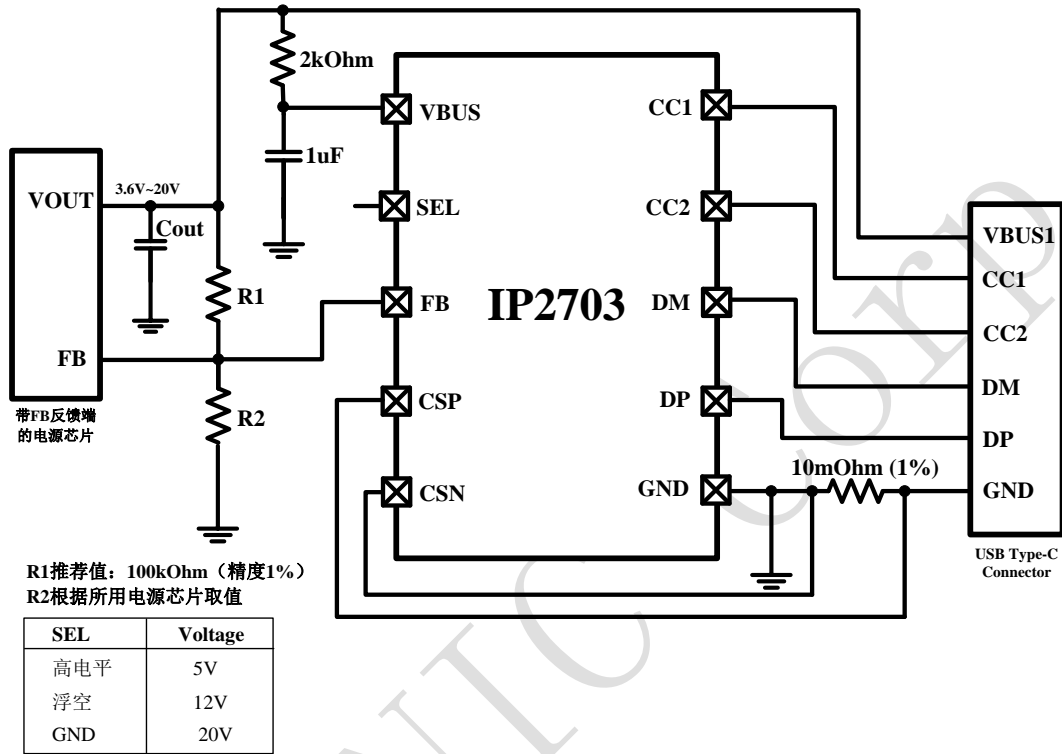 2kOhm
1uF
VOUT
3.6V~20V
Cout
R1
FB
R2
带FB反馈端
的电源芯片
VBUS
SEL
FB
CSP
CSN
IP2703
CC1
CC2
DM
DP
GND
10mOhm (1%)
VBUS1
CC1
CC2
DM
DP
GND
USB Type-C
Connector
R1推荐值：100kOhm（精度1%）
R2根据所用电源芯片取值
SEL Voltage
高电平 5V
浮空 12V
GND 20V
NIC Corp